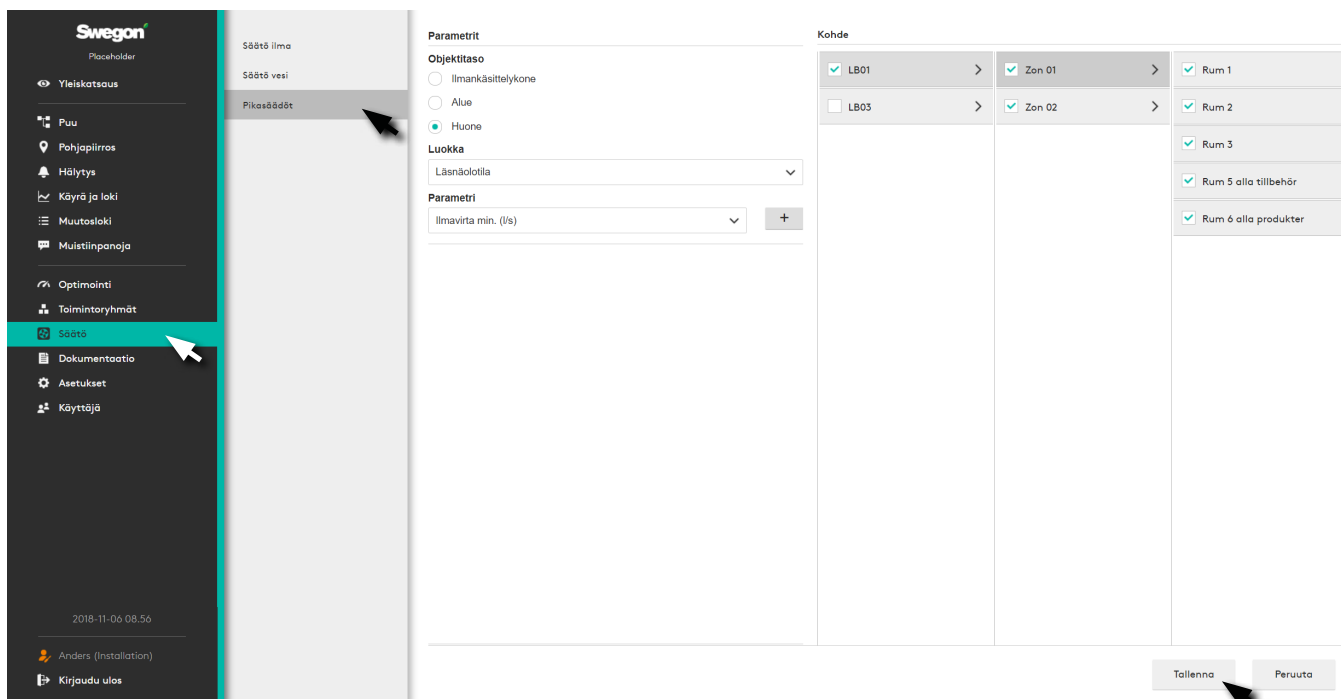 Swegon
Placeholder
Yleiskatsaus
Puu
Pohjapiirros
Hälytys
Käyrä ja loki
Muutosloki
Muistiinpanoja
Optimointi
Toimintoryhmät
Säätö
Dokumentaatio
Asetukset
Käyttäjä
2018-11-06 08.56
Anders (Installation)
Kirjaudu ulos
Säätö ilma
Säätö vesi
Pikasäädöt
Parametrit
Objektitaso
Ilmankäsittelykone
Alue
Huone
Luokka
Läsnäolotila
Parametri
Ilmavirta min. (l/s)
+
Kohde
LB01
LB03
Zon 01
Zon 02
Rum 1
Rum 2
Rum 3
Rum 5 alla tillbehör
Rum 6 alla produkter
Tallenna
Peruuta